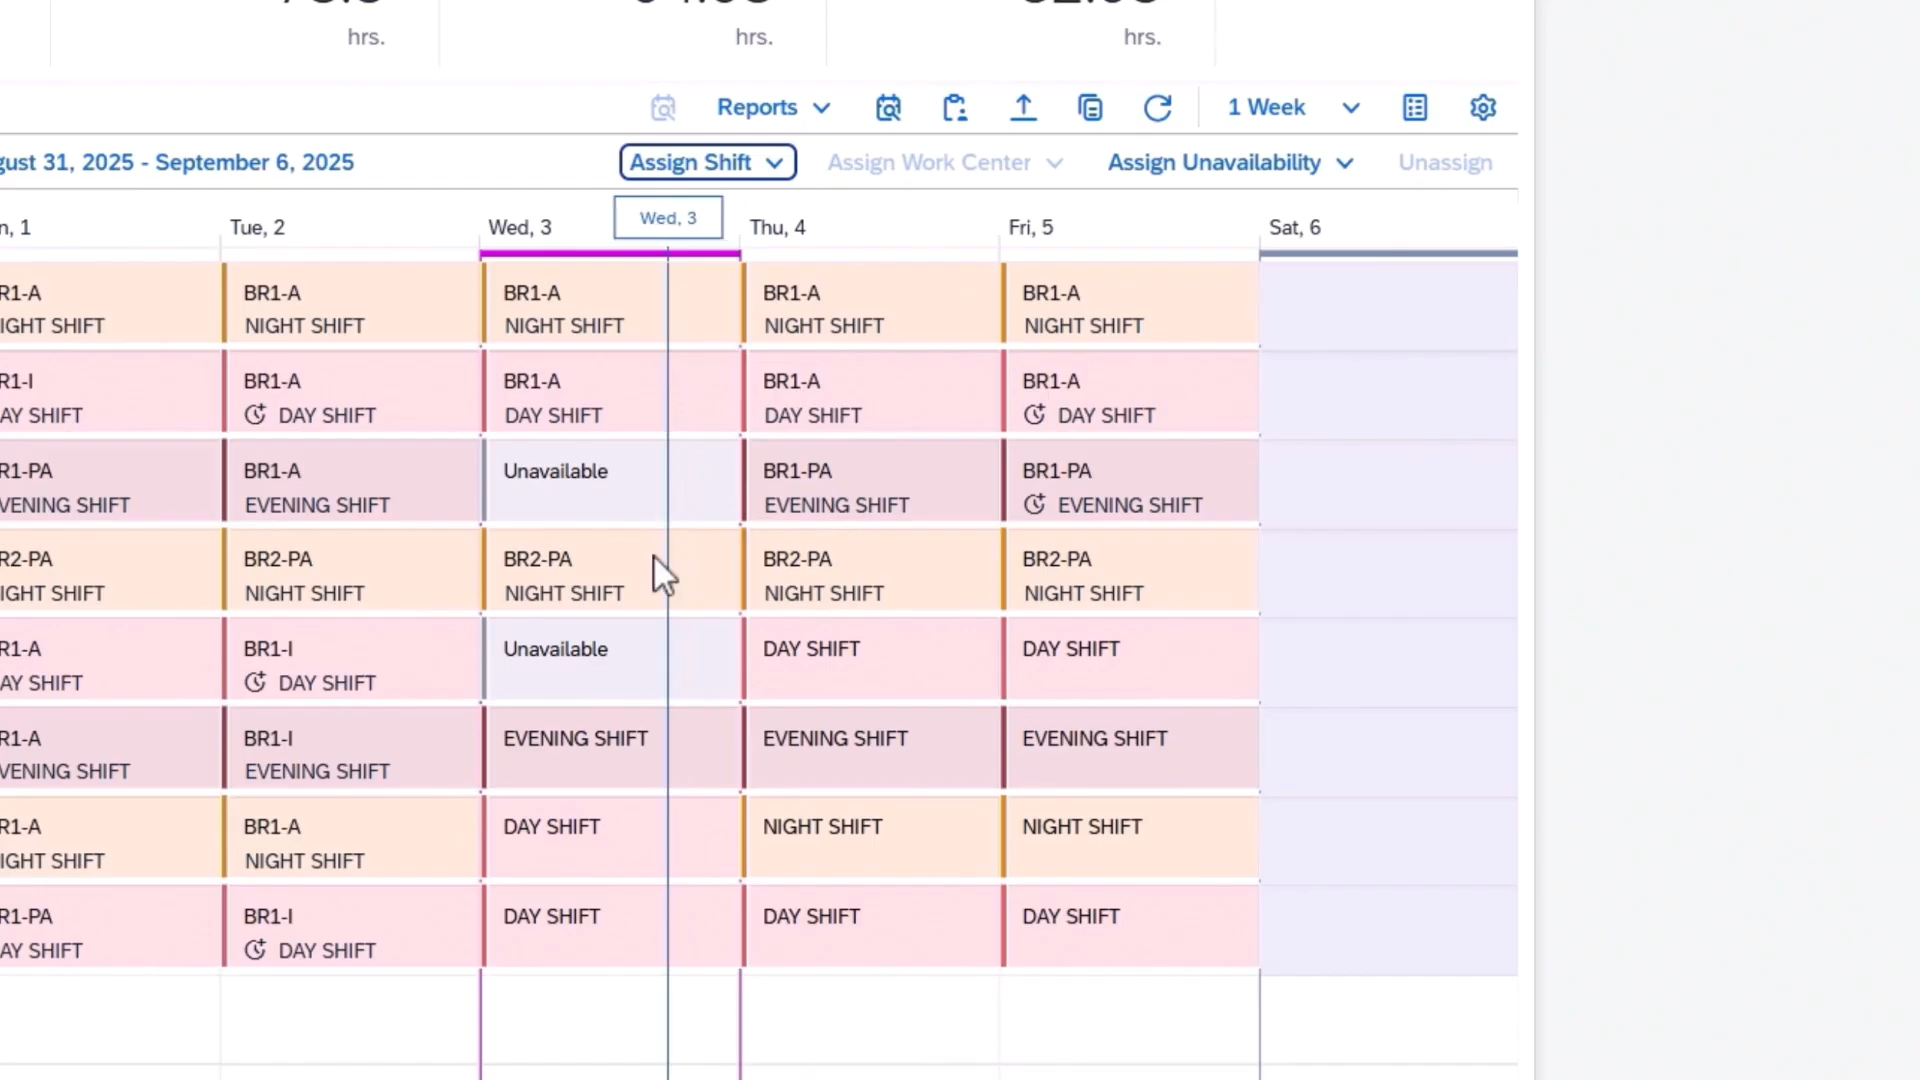 hrs. hrs. hrs.
Reports 1 Week
August 31, 2025 - September 6, 2025 Assign Shift Assign Work Center Assign Unavailability Unassign
Wed, 3
n, 1 Tue, 2 Wed, 3 Thu, 4 Fri, 5 Sat, 6
R1-A BR1-A BR1-A BR1-A BR1-A
IGHT SHIFT NIGHT SHIFT NIGHT SHIFT NIGHT SHIFT NIGHT SHIFT
R1-I BR1-A BR1-A BR1-A BR1-A
AY SHIFT DAY SHIFT DAY SHIFT DAY SHIFT DAY SHIFT
R1-PA BR1-A Unavailable BR1-PA BR1-PA
VENING SHIFT EVENING SHIFT EVENING SHIFT EVENING SHIFT
R2-PA BR2-PA BR2-PA BR2-PA BR2-PA
IGHT SHIFT NIGHT SHIFT NIGHT SHIFT NIGHT SHIFT NIGHT SHIFT
R1-A BR1-I Unavailable DAY SHIFT DAY SHIFT
AY SHIFT DAY SHIFT
R1-A BR1-I EVENING SHIFT EVENING SHIFT EVENING SHIFT
VENING SHIFT EVENING SHIFT
R1-A BR1-A DAY SHIFT NIGHT SHIFT NIGHT SHIFT
IGHT SHIFT NIGHT SHIFT
R1-PA BR1-I DAY SHIFT DAY SHIFT DAY SHIFT
AY SHIFT DAY SHIFT